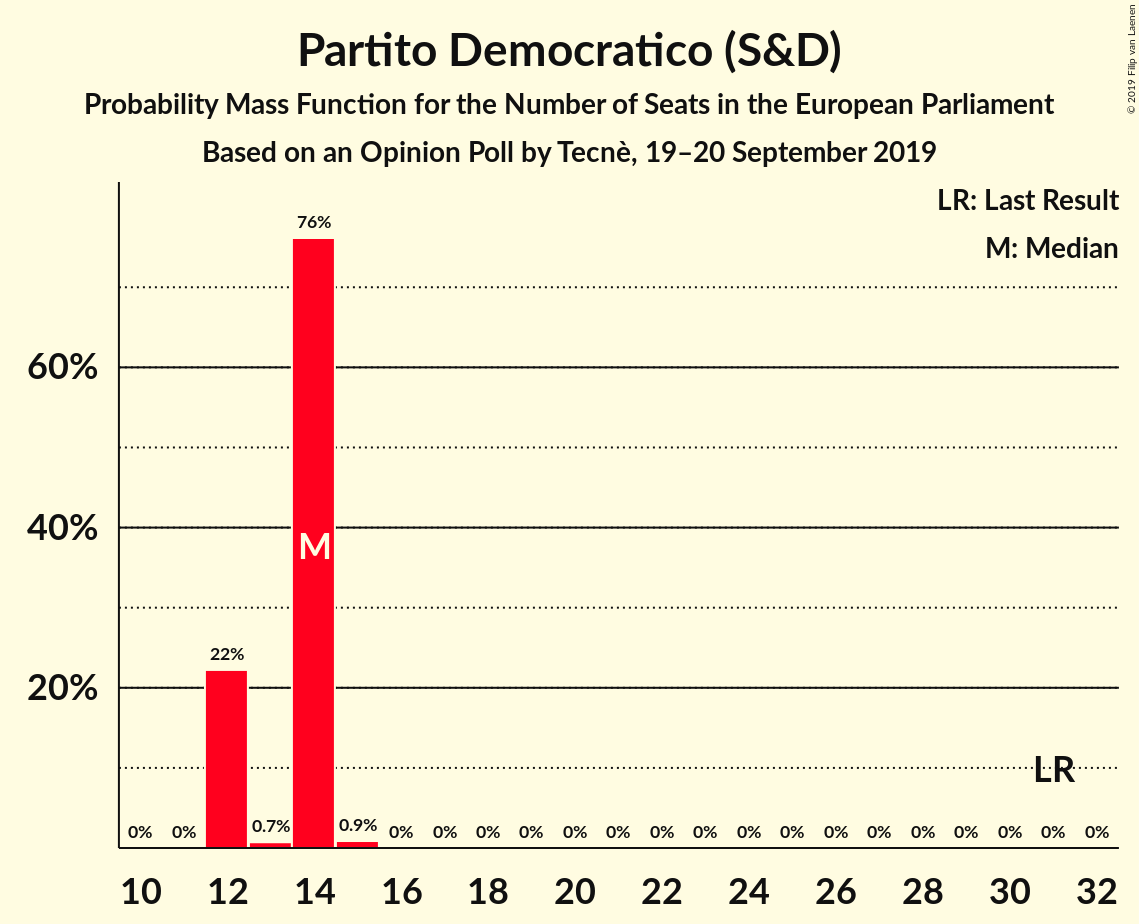 Partito Democratico (S&D)
Probability Mass Function for the Number of Seats in the European Parliament
Based on an Opinion Poll by Tecnè, 19–20 September 2019
© 2019 Filip van Laenen
LR: Last Result
M: Median
76%
60%
40%
M
22%
20%
LR
0% 0% 0.7% 0.9% 0% 0% 0% 0% 0% 0% 0% 0% 0% 0% 0% 0% 0% 0% 0% 0% 0%
10 12 14 16 18 20 22 24 26 28 30 32